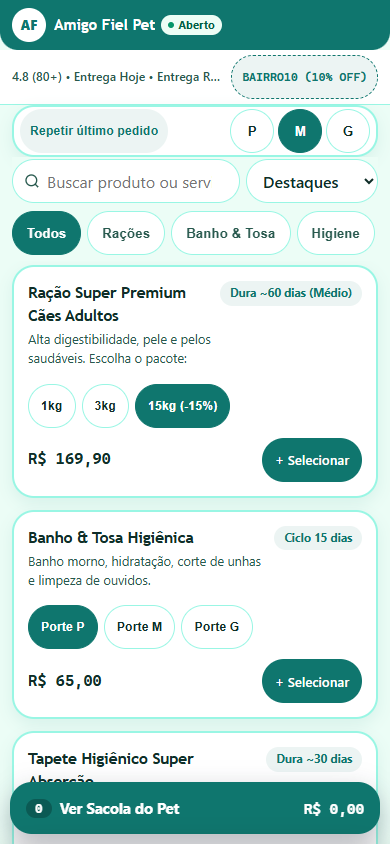 AF Amigo Fiel Pet Aberto
4.8 (80+) • Entrega Hoje • Entrega R... BAIRRO10 (10% OFF)
Repetir último pedido P M G
Buscar produto ou serv Destaques
Todos Rações Banho & Tosa Higiene
Ração Super Premium Cães Adultos Dura ~60 dias (Médio)
Alta digestibilidade, pele e pelos
saudáveis. Escolha o pacote:
1kg 3kg 15kg (-15%)
R$ 169,90 + Selecionar
Banho & Tosa Higiênica Ciclo 15 dias
Banho morno, hidratação, corte de unhas
e limpeza de ouvidos.
Porte P Porte M Porte G
R$ 65,00 + Selecionar
Tapete Higiênico Super Dura ~30 dias
Absorção
0 Ver Sacola do Pet R$ 0,00